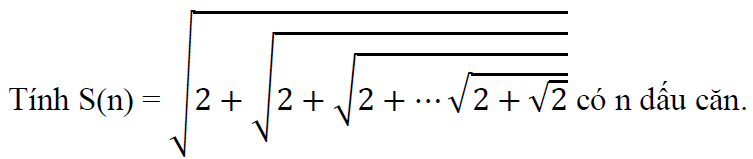 Tính S(n) = √(2 + √(2 + √(2 + ⋯ √(2 + √2)))) có n dấu căn.